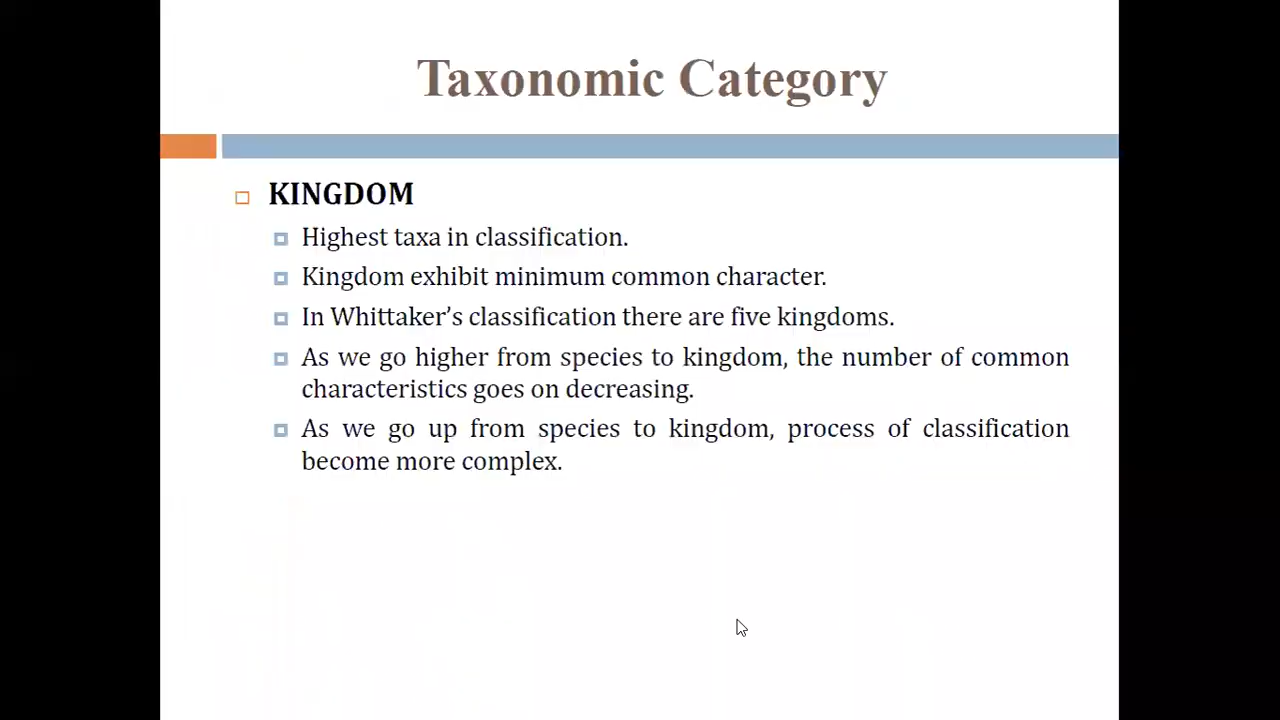 Taxonomic Category
KINGDOM
Highest taxa in classification.
Kingdom exhibit minimum common character.
In Whittaker’s classification there are five kingdoms.
As we go higher from species to kingdom, the number of common
characteristics goes on decreasing.
As we go up from species to kingdom, process of classification
become more complex.